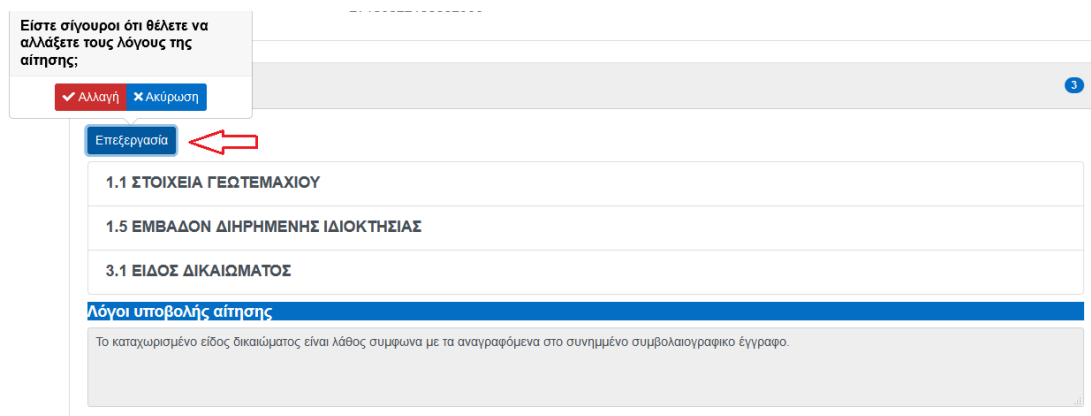 Είστε σίγουροι ότι θέλετε να
αλλάξετε τους λόγους της
αίτησης;
Αλλαγή Ακύρωση
3
Επεξεργασία
1.1 ΣΤΟΙΧΕΙΑ ΓΕΩΤΕΜΑΧΙΟΥ
1.5 ΕΜΒΑΔΟΝ ΔΙΗΡΗΜΕΝΗΣ ΙΔΙΟΚΤΗΣΙΑΣ
3.1 ΕΙΔΟΣ ΔΙΚΑΙΩΜΑΤΟΣ
Λόγοι υποβολής αίτησης
Το καταχωρισμένο είδος δικαιώματος είναι λάθος συμφωνα με τα αναγραφόμενα στο συνημμένο συμβολαιογραφικο έγγραφο.